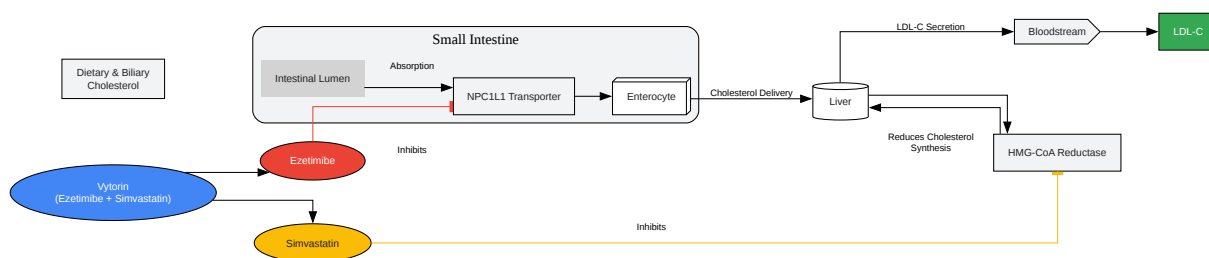 LDL-C Secretion
Bloodstream
LDL-C
Small Intestine
Dietary & Biliary
Cholesterol
Intestinal Lumen
Absorption
NPC1L1 Transporter
Enterocyte
Cholesterol Delivery
Liver
Reduces Cholesterol
Synthesis
HMG-CoA Reductase
Inhibits
Ezetimibe
Vytorin
(Ezetimibe + Simvastatin)
Simvastatin
Inhibits